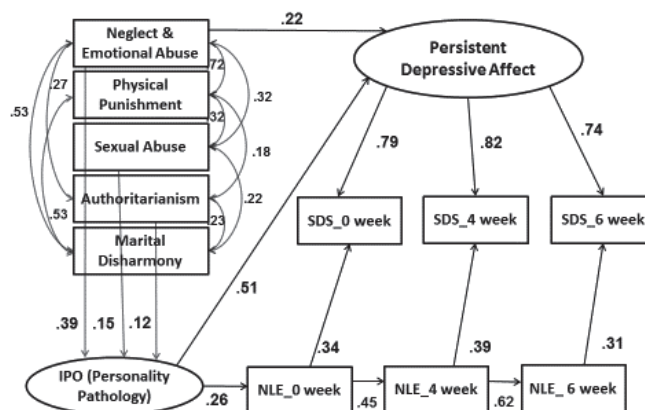 Neglect &
Emotional Abuse
Physical
Punishment
Sexual Abuse
Authoritarianism
Marital
Disharmony
.22
Persistent
Depressive Affect
.72
.32
.27
.53
.32
.18
.22
.53
.23
.79
.82
.74
SDS_0 week
SDS_4 week
SDS_6 week
.51
.39
.15
.12
.34
.39
.31
IPO (Personality
Pathology)
.26
NLE_0 week
.45
NLE_4 week
.62
NLE_ 6 week